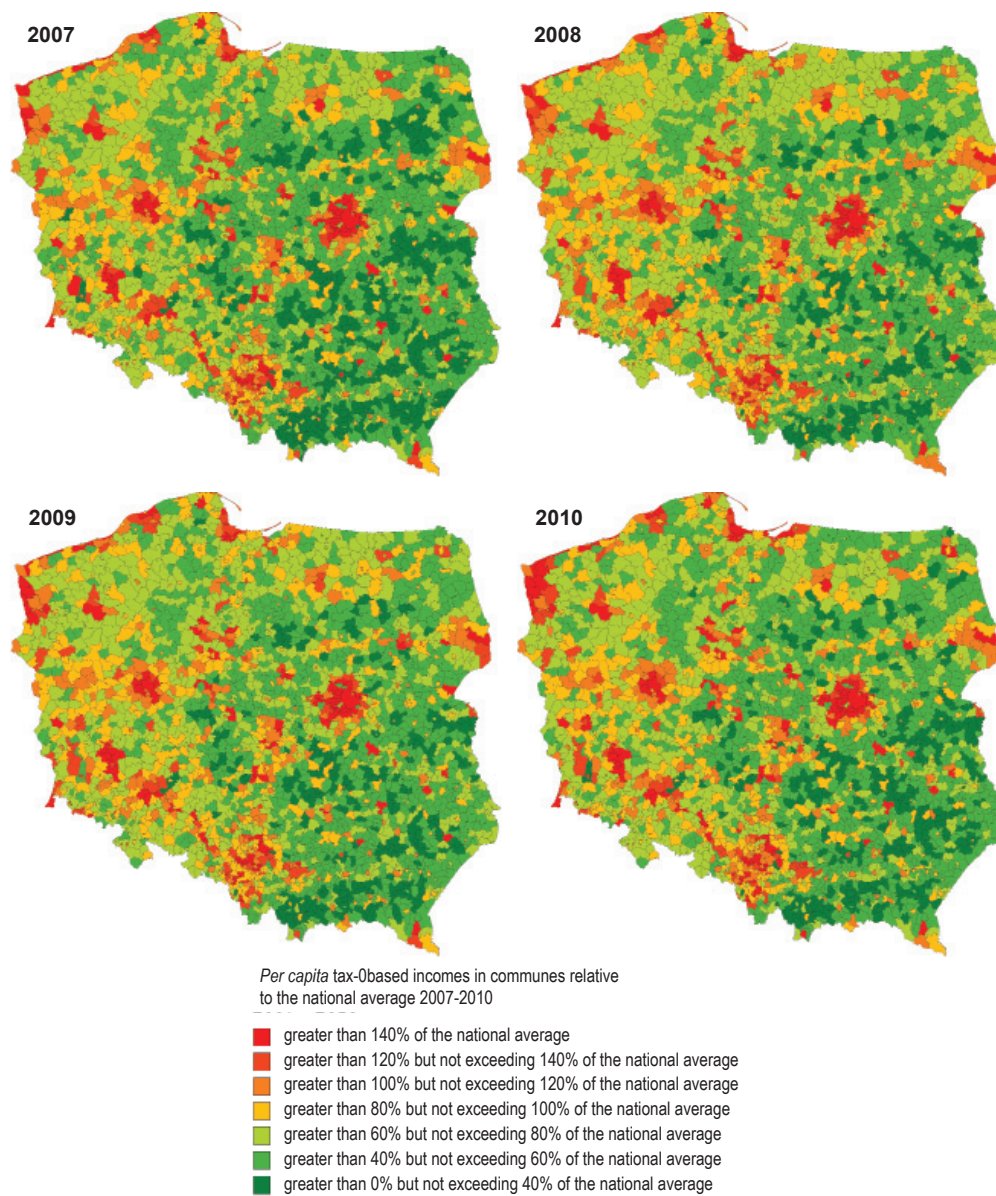 2007
2008
2009
2010
Per capita tax-0based incomes in communes relative
to the national average 2007-2010
greater than 140% of the national average
greater than 120% but not exceeding 140% of the national average
greater than 100% but not exceeding 120% of the national average
greater than 80% but not exceeding 100% of the national average
greater than 60% but not exceeding 80% of the national average
greater than 40% but not exceeding 60% of the national average
greater than 0% but not exceeding 40% of the national average